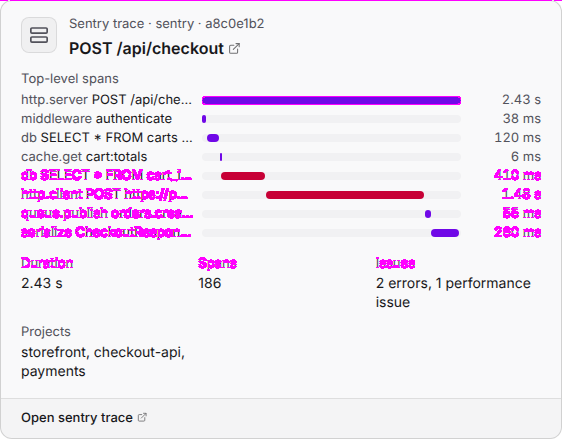 Sentry trace · sentry · a8c0e1b2
POST /api/checkout
Top-level spans
http.server POST /api/che... 2.43 s
middleware authenticate 38 ms
db SELECT * FROM carts ... 120 ms
cache.get cart:totals 6 ms
db SELECT * FROM cart_i... 410 ms
http.client POST https://p... 1.48 s
queue.publish orders.crea... 55 ms
serialize CheckoutRespon... 260 ms
Duration Spans Issues
2.43 s 186 2 errors, 1 performance
issue
Projects
storefront, checkout-api,
payments
Open sentry trace